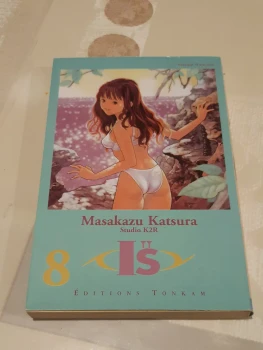 Masakazu Katsura
Studio K2R
8
I"s
ÉDITIONS TONKAM